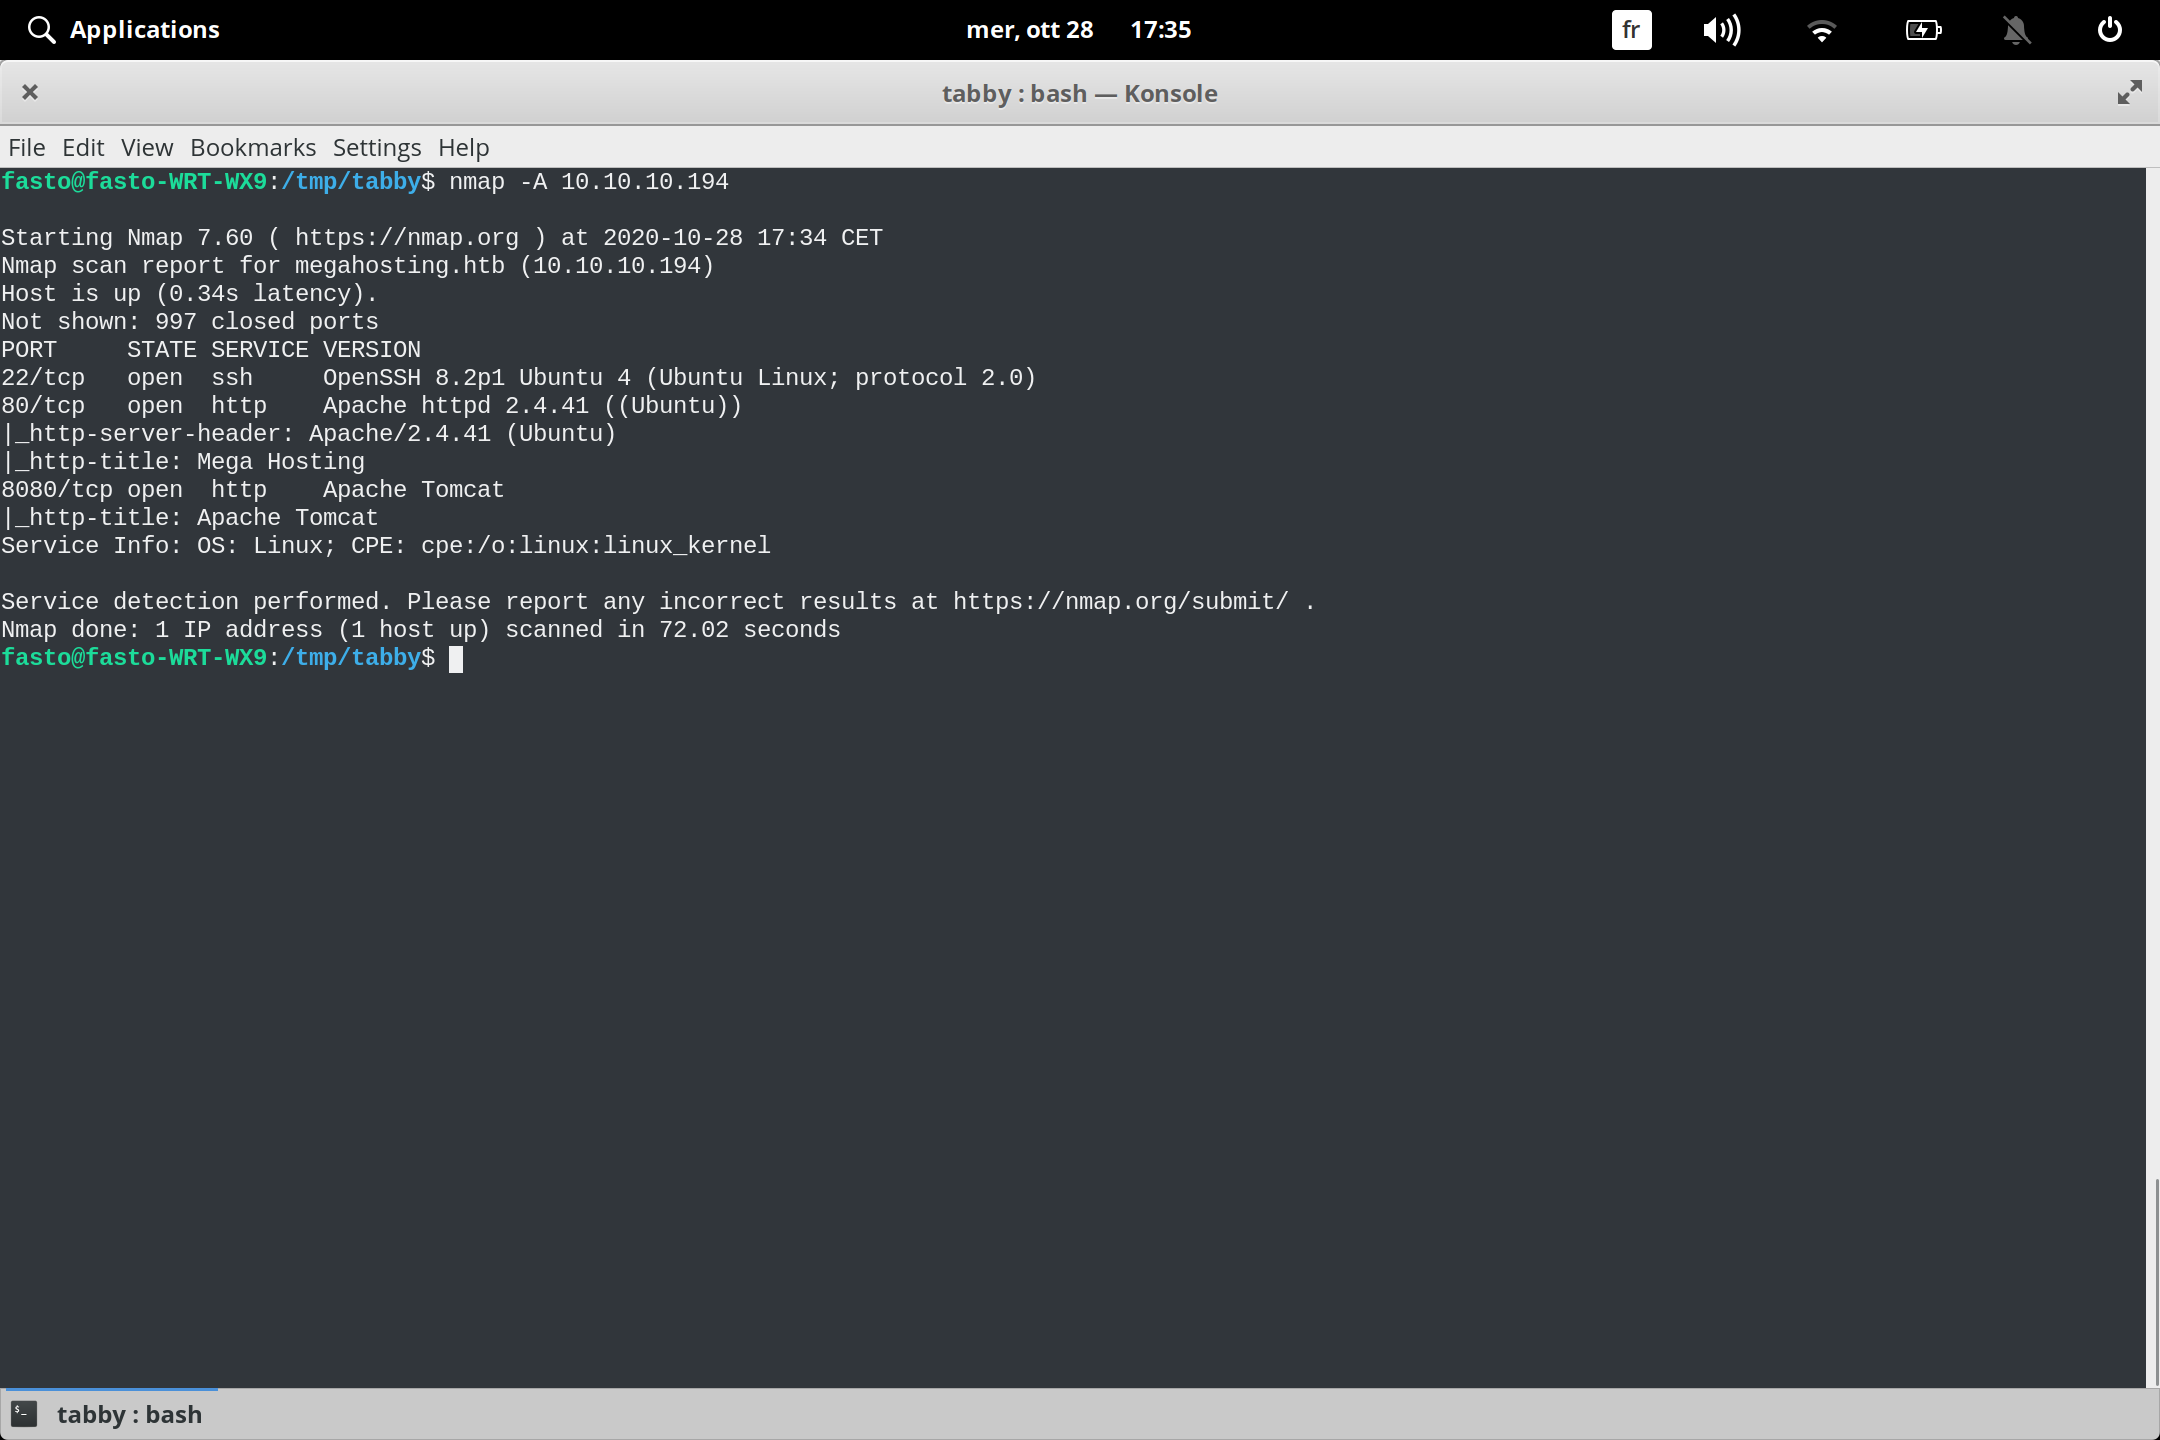 Applications mer, ott 28 17:35 fr
tabby : bash — Konsole
File Edit View Bookmarks Settings Help
fasto@fasto-WRT-WX9:/tmp/tabby$ nmap -A 10.10.10.194
Starting Nmap 7.60 ( https://nmap.org ) at 2020-10-28 17:34 CET
Nmap scan report for megahosting.htb (10.10.10.194)
Host is up (0.34s latency).
Not shown: 997 closed ports
PORT     STATE SERVICE VERSION
22/tcp   open  ssh     OpenSSH 8.2p1 Ubuntu 4 (Ubuntu Linux; protocol 2.0)
80/tcp   open  http    Apache httpd 2.4.41 ((Ubuntu))
|_http-server-header: Apache/2.4.41 (Ubuntu)
|_http-title: Mega Hosting
8080/tcp open  http    Apache Tomcat
|_http-title: Apache Tomcat
Service Info: OS: Linux; CPE: cpe:/o:linux:linux_kernel
Service detection performed. Please report any incorrect results at https://nmap.org/submit/ .
Nmap done: 1 IP address (1 host up) scanned in 72.02 seconds
fasto@fasto-WRT-WX9:/tmp/tabby$
$_ tabby : bash